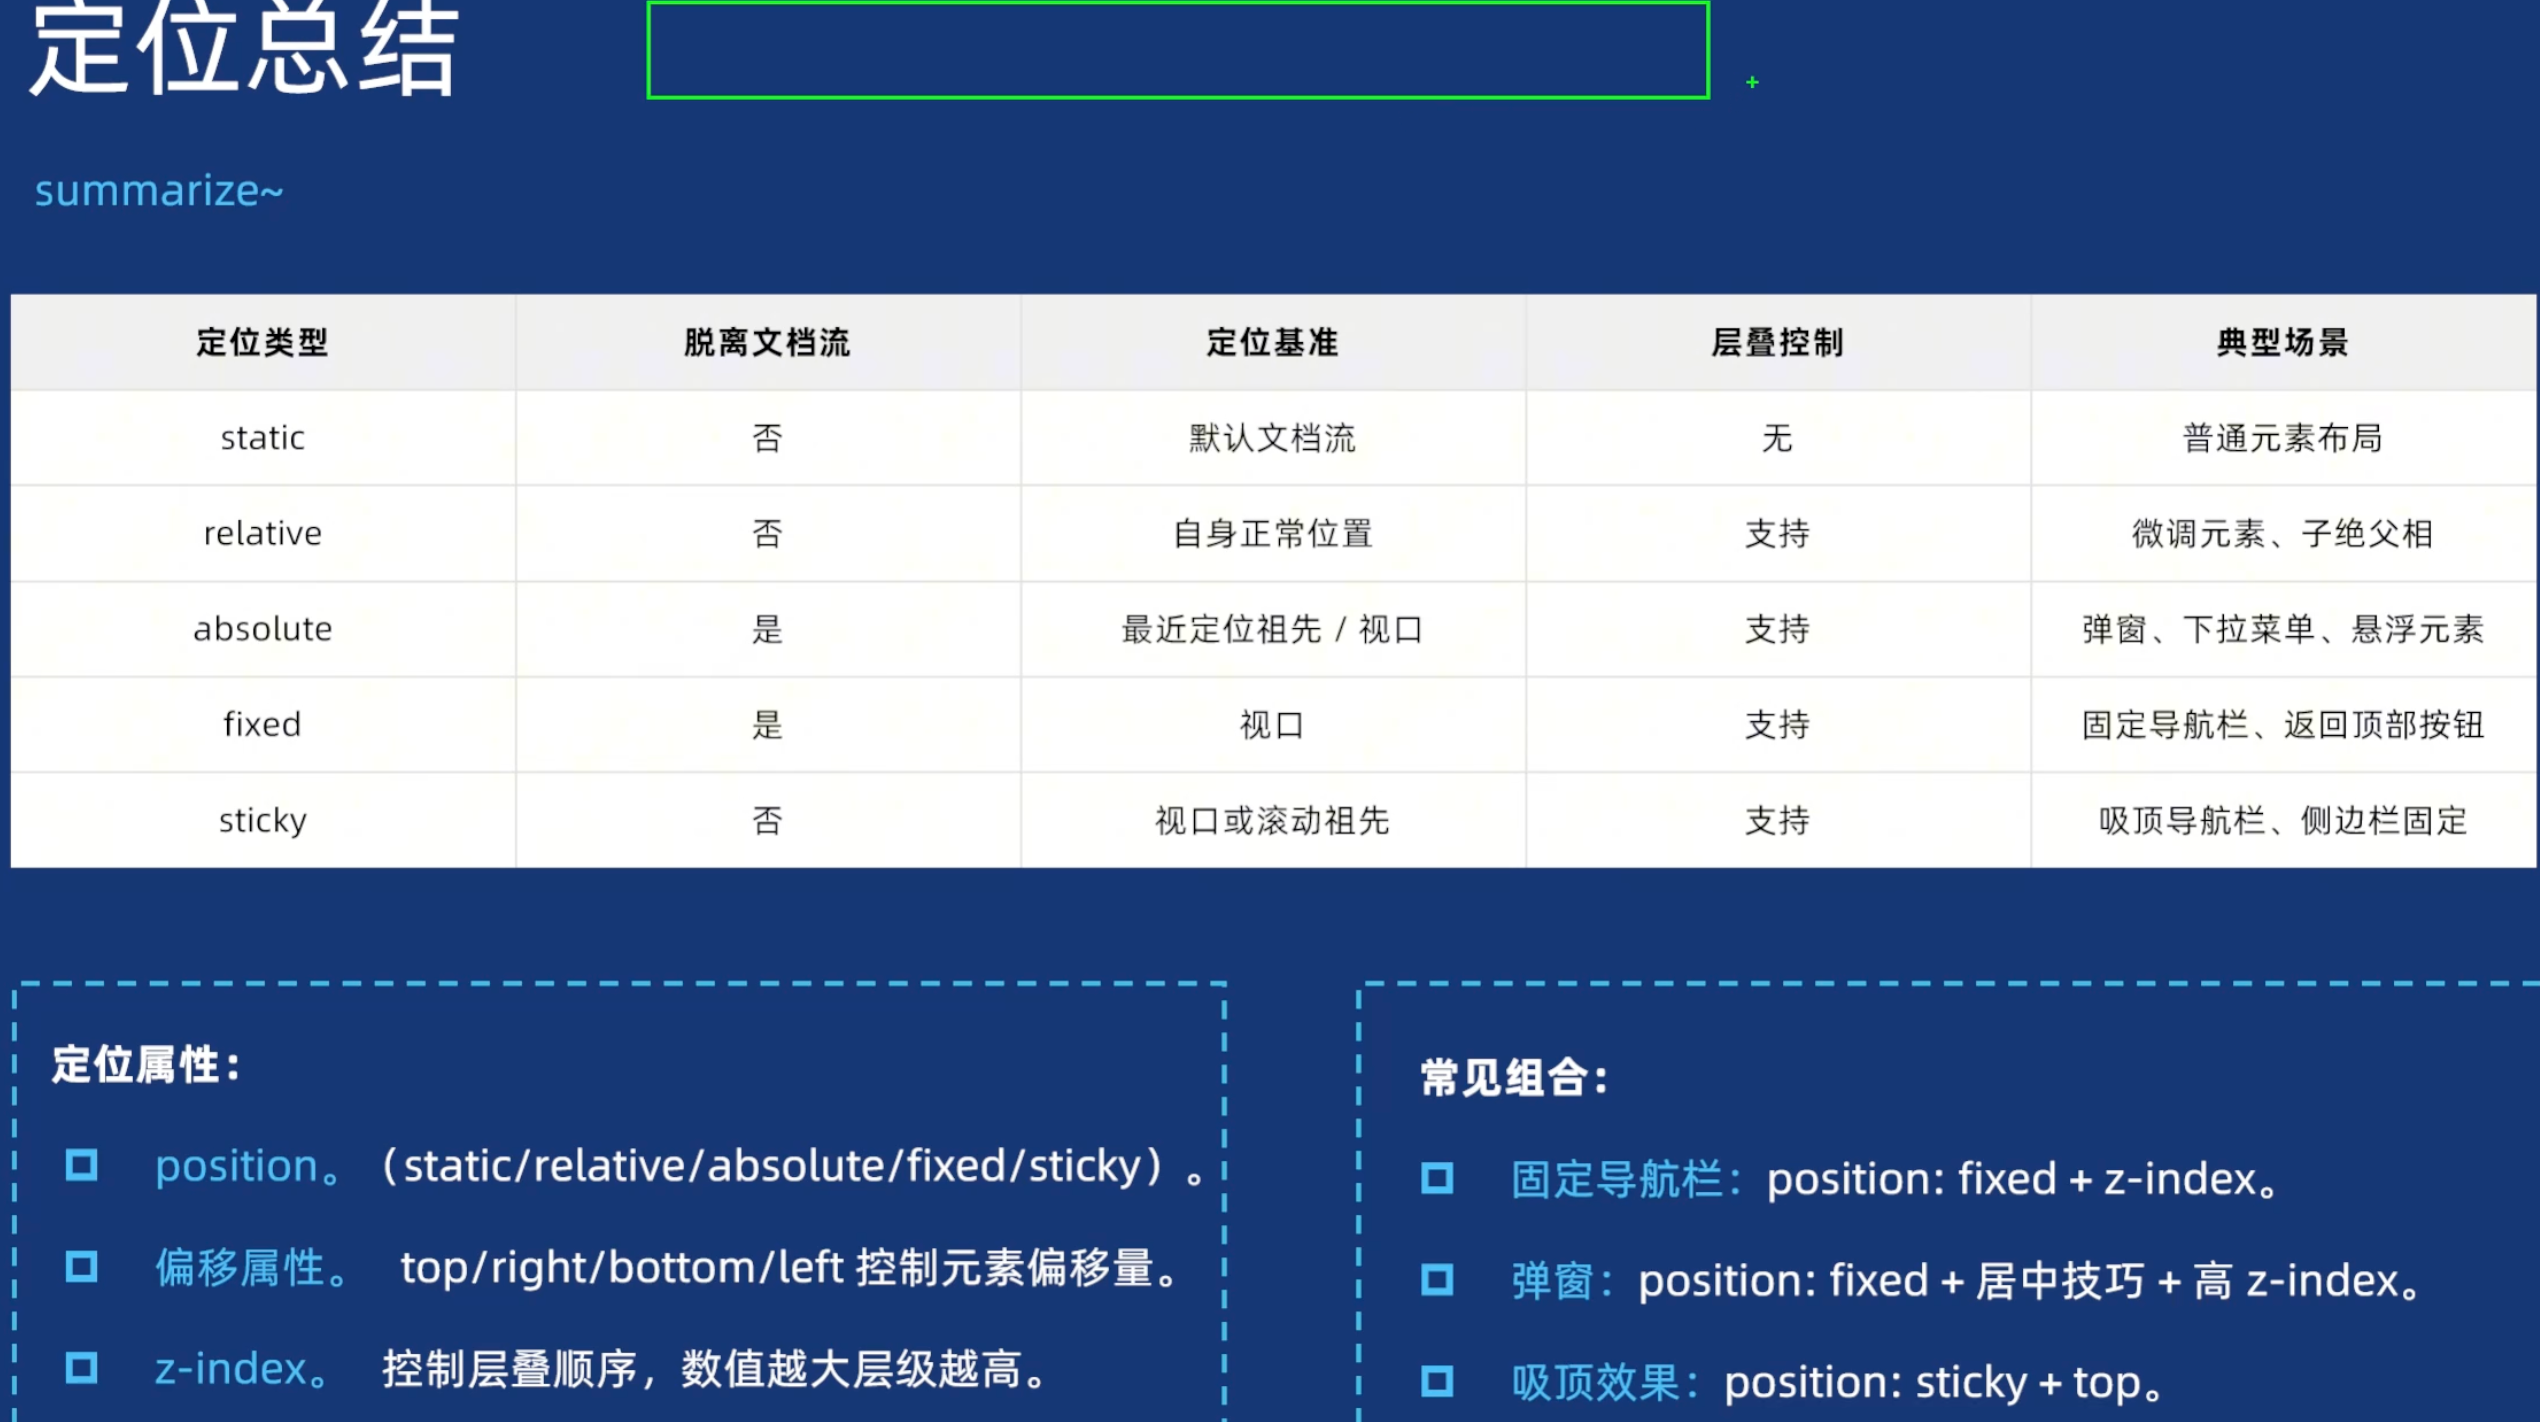 定位总结
summarize~
定位类型 脱离文档流 定位基准 层叠控制 典型场景
static 否 默认文档流 无 普通元素布局
relative 否 自身正常位置 支持 微调元素、子绝父相
absolute 是 最近定位祖先 / 视口 支持 弹窗、下拉菜单、悬浮元素
fixed 是 视口 支持 固定导航栏、返回顶部按钮
sticky 否 视口或滚动祖先 支持 吸顶导航栏、侧边栏固定
定位属性：
position。（static/relative/absolute/fixed/sticky）。
偏移属性。 top/right/bottom/left 控制元素偏移量。
z-index。 控制层叠顺序，数值越大层级越高。
常见组合：
固定导航栏：position: fixed + z-index。
弹窗：position: fixed + 居中技巧 + 高 z-index。
吸顶效果：position: sticky + top。